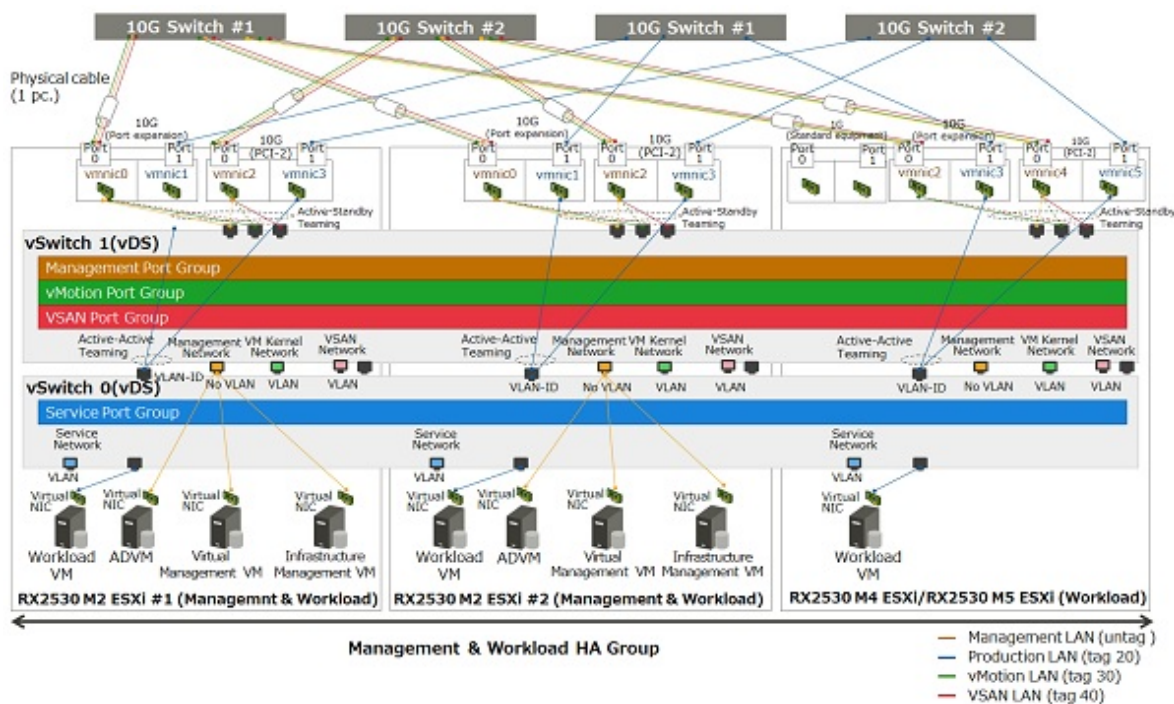 10G Switch #1
10G Switch #2
10G Switch #1
10G Switch #2
Physical cable
(1 pc.)
10G
(Port expansion)
10G
(PCI-2)
10G
(Port expansion)
10G
(PCI-2)
1G
(Standard equipment)
10G
(Port expansion)
10G
(PCI-2)
Port 0
Port 1
Port 0
Port 1
Port 0
Port 1
Port 0
Port 1
Port 0
Port 1
Port 0
Port 1
Port 0
Port 1
vmnic0
vmnic1
vmnic2
vmnic3
vmnic0
vmnic1
vmnic2
vmnic3
vmnic2
vmnic3
vmnic4
vmnic5
Active-Standby
Teaming
Active-Standby
Teaming
Active-Standby
Teaming
vSwitch 1(vDS)
Management Port Group
vMotion Port Group
VSAN Port Group
Active-Active
Teaming
Management
Network
VM Kernel
Network
VSAN
Network
Active-Active
Teaming
Management
Network
VM Kernel
Network
VSAN
Network
Active-Active
Teaming
Management
Network
VM Kernel
Network
VSAN
Network
VLAN-ID
No VLAN
VLAN
VLAN
VLAN-ID
No VLAN
VLAN
VLAN
VLAN-ID
No VLAN
VLAN
VLAN
vSwitch 0(vDS)
Service Port Group
Service
Network
VLAN
Service
Network
VLAN
Service
Network
VLAN
Virtual
NIC
Virtual
NIC
Virtual
NIC
Virtual
NIC
Virtual
NIC
Virtual
NIC
Virtual
NIC
Virtual
NIC
Virtual
NIC
Workload
VM
ADVM
Virtual
Management VM
Infrastructure
Management VM
Workload
VM
ADVM
Virtual
Management VM
Infrastructure
Management VM
Workload
VM
RX2530 M2 ESXi #1 (Managemnt & Workload)
RX2530 M2 ESXi #2 (Management & Workload)
RX2530 M4 ESXi/RX2530 M5 ESXi (Workload)
Management & Workload HA Group
Management LAN (untag )
Production LAN (tag 20)
vMotion LAN (tag 30)
VSAN LAN (tag 40)